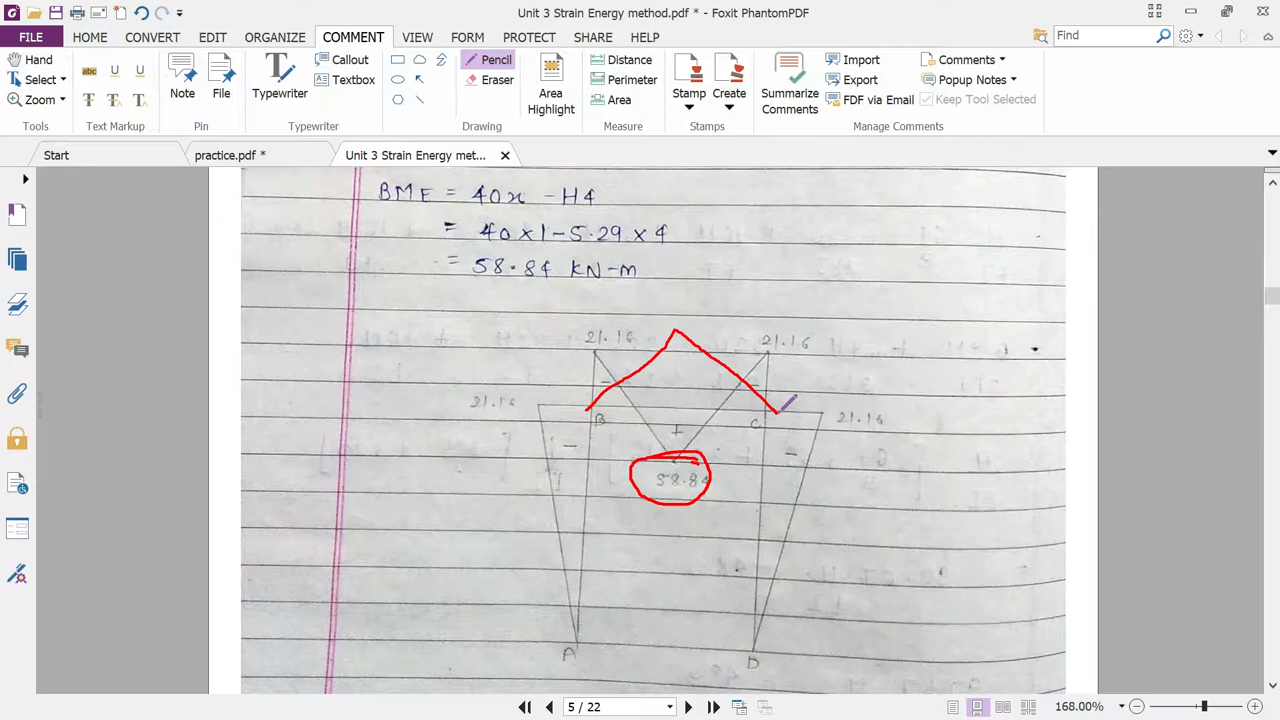 Unit 3 Strain Energy method.pdf * - Foxit PhantomPDF
FILE HOME CONVERT EDIT ORGANIZE COMMENT VIEW FORM PROTECT SHARE HELP Find
Hand
Select
Zoom
Tools
Text Markup
Note
File
Pin
Typewriter
Callout
Textbox
Typewriter
Pencil
Eraser
Drawing
Area Highlight
Distance
Perimeter
Area
Measure
Stamp
Create
Stamps
Summarize Comments
Import
Export
FDF via Email
Comments
Popup Notes
Keep Tool Selected
Manage Comments
Start practice.pdf * Unit 3 Strain Energy met...
BME = 40x - H4
= 40×1-5.29×4
= 58.84 KN-m
21.16 21.16
21.16 21.16
B C
58.84
A D
5 / 22 168.00%